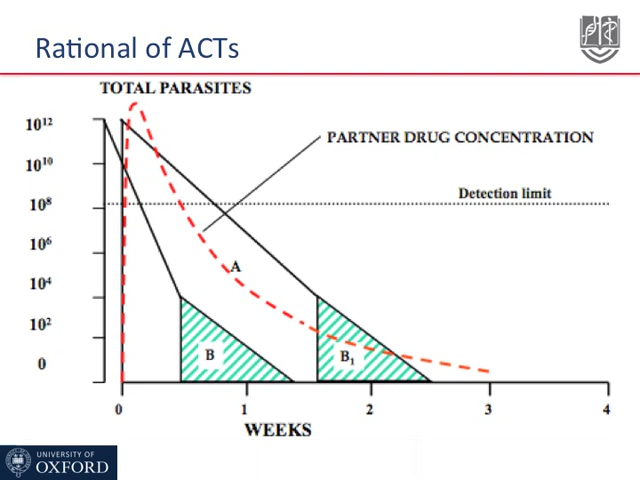 Rational of ACTs
TOTAL PARASITES
10¹²
10¹⁰
10⁸
10⁶
10⁴
10²
0
PARTNER DRUG CONCENTRATION
Detection limit
A
B
B₁
0 1 2 3 4
WEEKS
UNIVERSITY OF
OXFORD